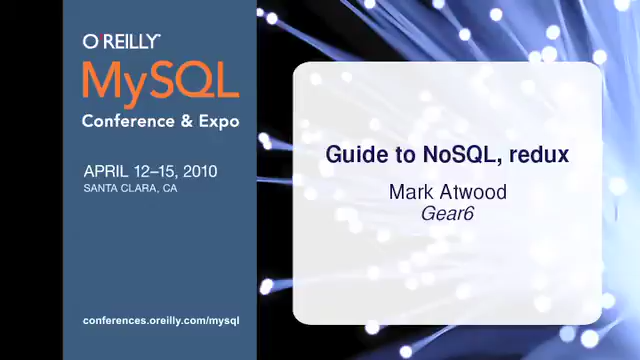 O'REILLY
MySQL
Conference & Expo
APRIL 12–15, 2010
SANTA CLARA, CA
conferences.oreilly.com/mysql
Guide to NoSQL, redux
Mark Atwood
Gear6